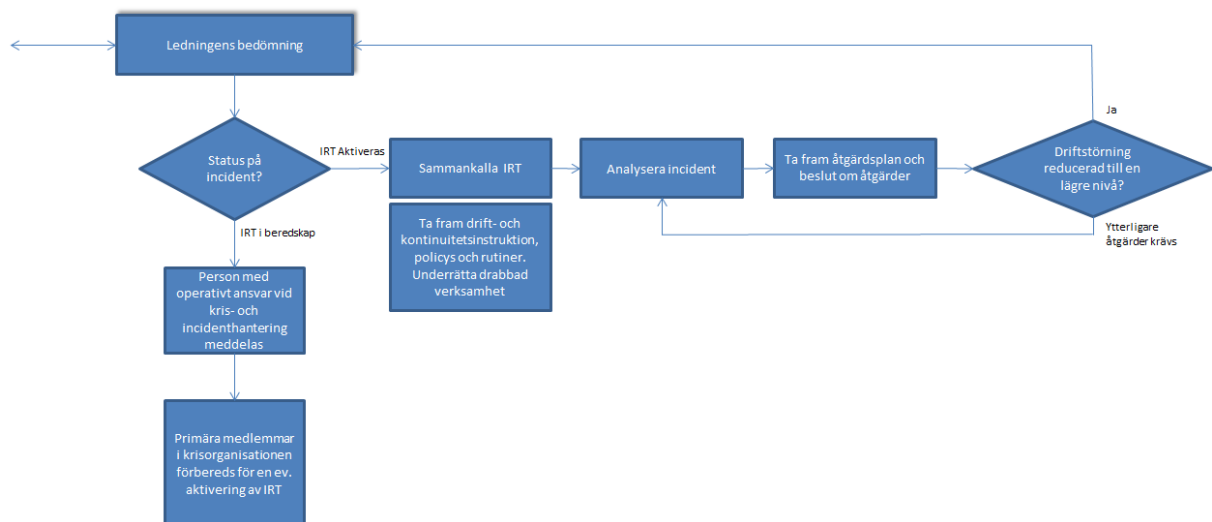 Ledningens bedömning
Status på
incident?
IRT Aktiveras
Sammankalla IRT
Analysera incident
Ta fram åtgärdsplan och
beslut om åtgärder
Driftstörning
reducerad till en
lägre nivå?
Ja
Ytterligare
åtgärder krävs
Ta fram drift- och
kontinuitetsinstruktion,
policys och rutiner.
Underrätta drabbad
verksamhet
IRT i beredskap
Person med
operativt ansvar vid
kris- och
incidenthantering
meddelas
Primära medlemmar
i krisorganisationen
förbereds för en ev.
aktivering av IRT